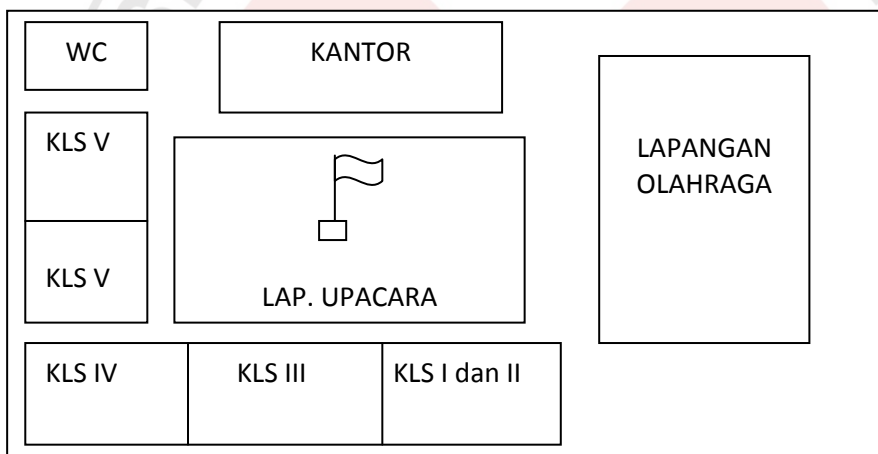 WC
KANTOR
KLS V
LAPANGAN
OLAHRAGA
KLS V
LAP. UPACARA
KLS IV
KLS III
KLS I dan II